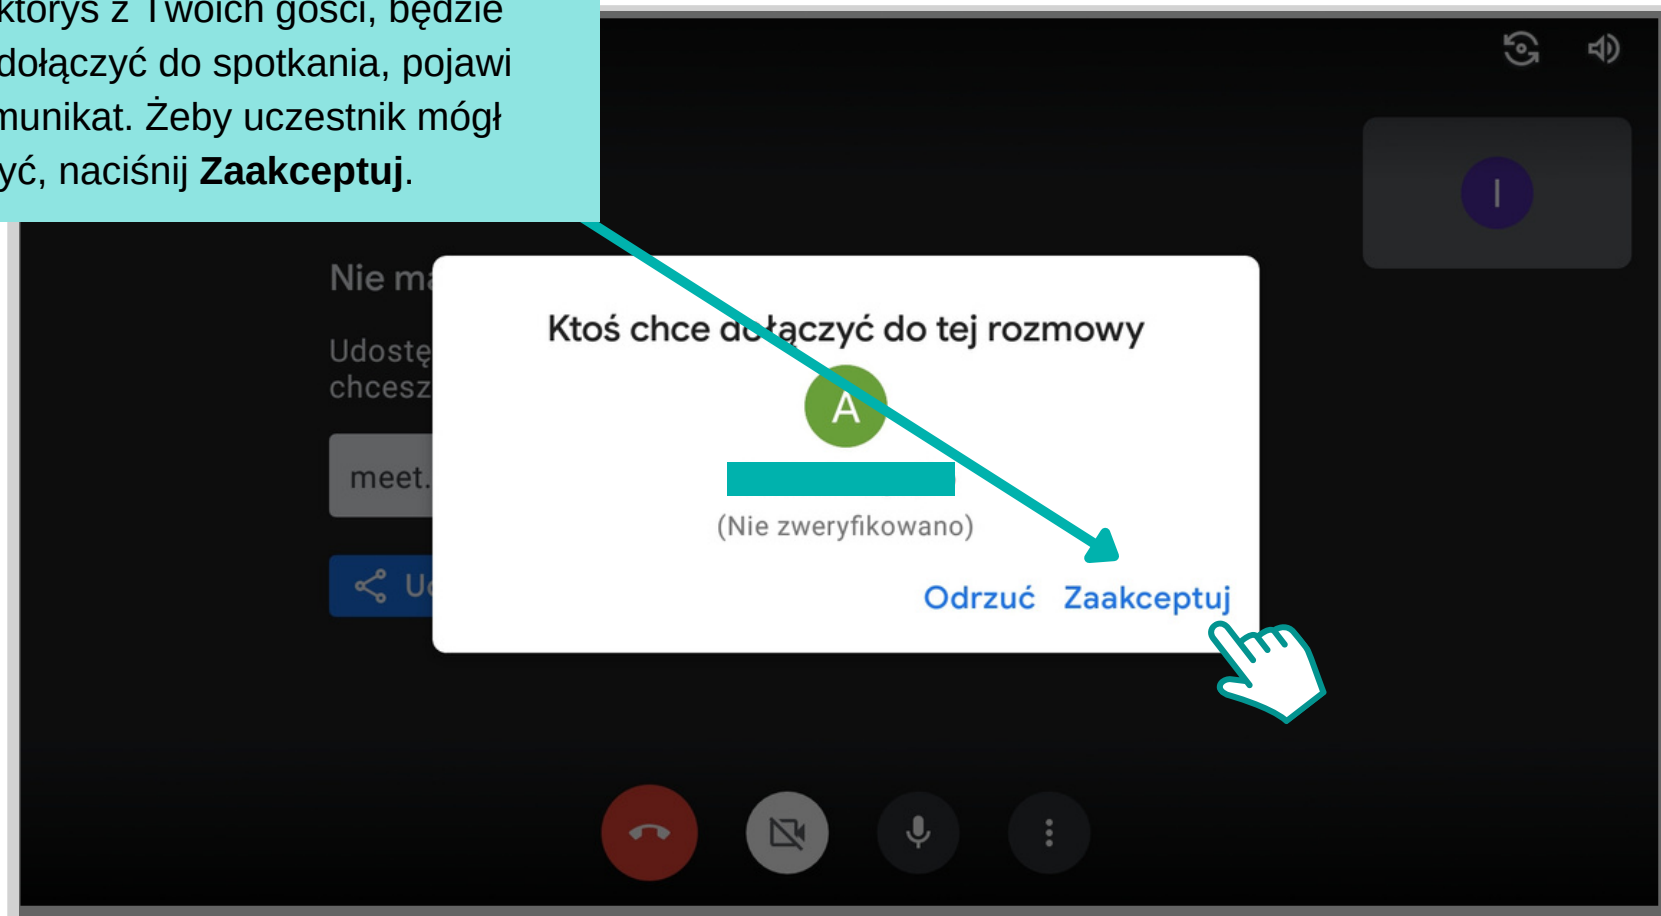 któryś z Twoich gości, będzie
dołączyć do spotkania, pojawi
munikat. Żeby uczestnik mógł
yć, naciśnij Zaakceptuj.
I
Nie ma
Ktoś chce dołączyć do tej rozmowy
Udostę
chcesz
A
meet.
(Nie zweryfikowano)
Odrzuć Zaakceptuj